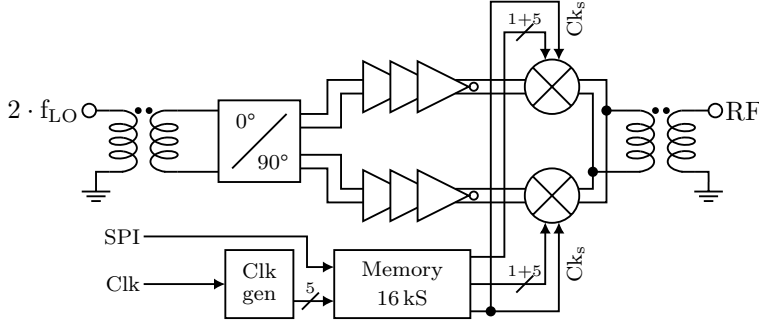 1+5
Ck_s
2 · f_LO
0°
90°
RF
SPI
Clk
Clk
gen
5
Memory
16 kS
1+5
Ck_s